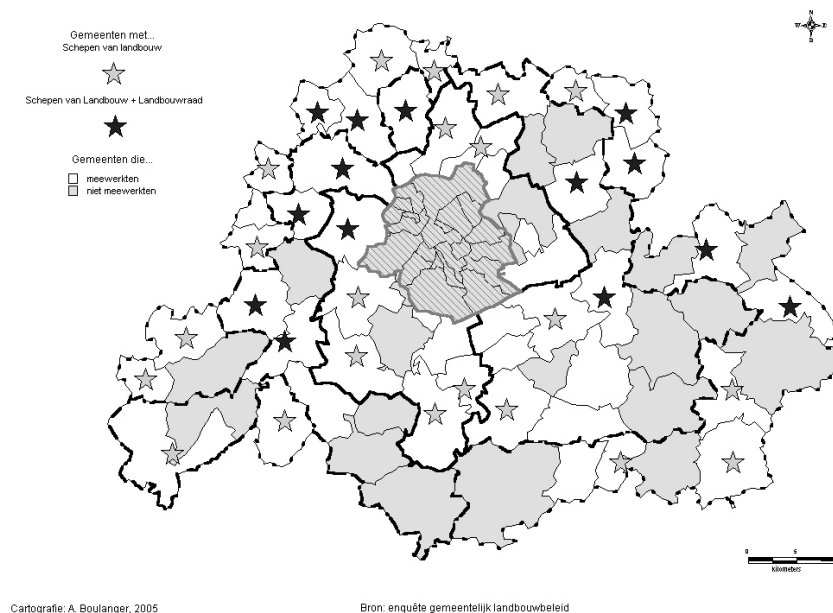 Gemeenten met...
Schepen van landbouw
Schepen van Landbouw + Landbouwraad
Gemeenten die...
meewerkten
niet meewerkten
N
W E
0 6
kilometers
Cartografie: A. Boulanger, 2005
Bron: enquête gemeentelijk landbouwbeleid